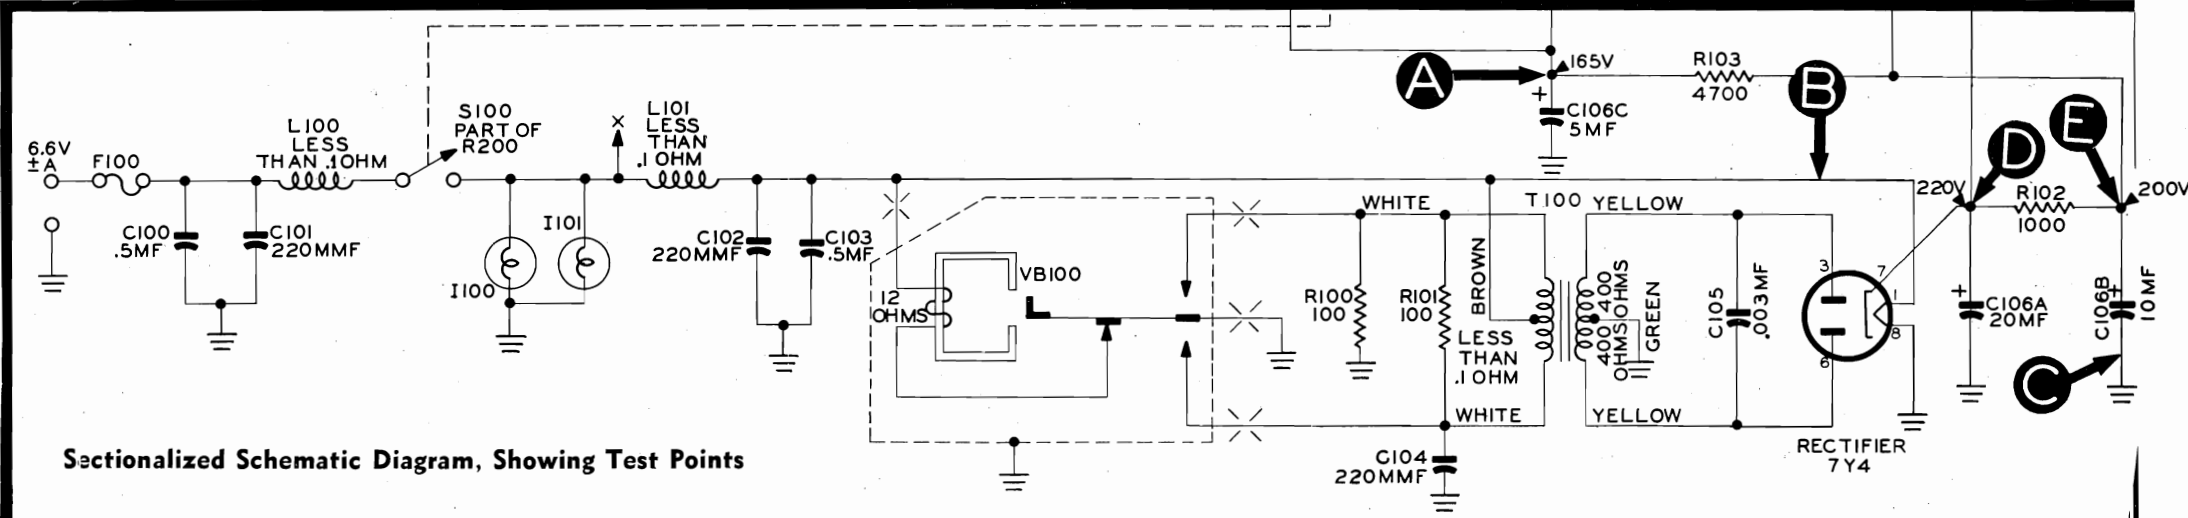 6.6V
±A
F100
L100
LESS
THAN .1OHM
S100
PART OF
R200
X
L101
LESS
THAN
.1 OHM
C100
.5MF
C101
220MMF
I100
I101
C102
220MMF
C103
.5MF
12
OHMS
VB100
WHITE
R100
100
R101
100
BROWN
T100
LESS
THAN
.1 OHM
WHITE
C104
220MMF
YELLOW
400 400
OHMS OHMS
GREEN
YELLOW
C105
.003MF
3
7
1
8
6
RECTIFIER
7Y4
A
165V
C106C
5MF
R103
4700
B
220V
D
R102
1000
E
200V
C106A
20MF
C106B
10MF
C
Sectionalized Schematic Diagram, Showing Test Points